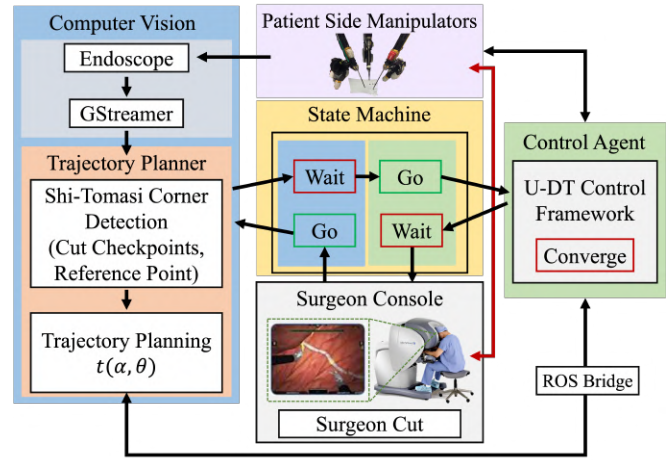 Computer Vision
Endoscope
GStreamer
Trajectory Planner
Shi-Tomasi Corner
Detection
(Cut Checkpoints,
Reference Point)
Trajectory Planning
t(α, θ)
Patient Side Manipulators
State Machine
Wait
Go
Go
Wait
Surgeon Console
Surgeon Cut
Control Agent
U-DT Control
Framework
Converge
ROS Bridge